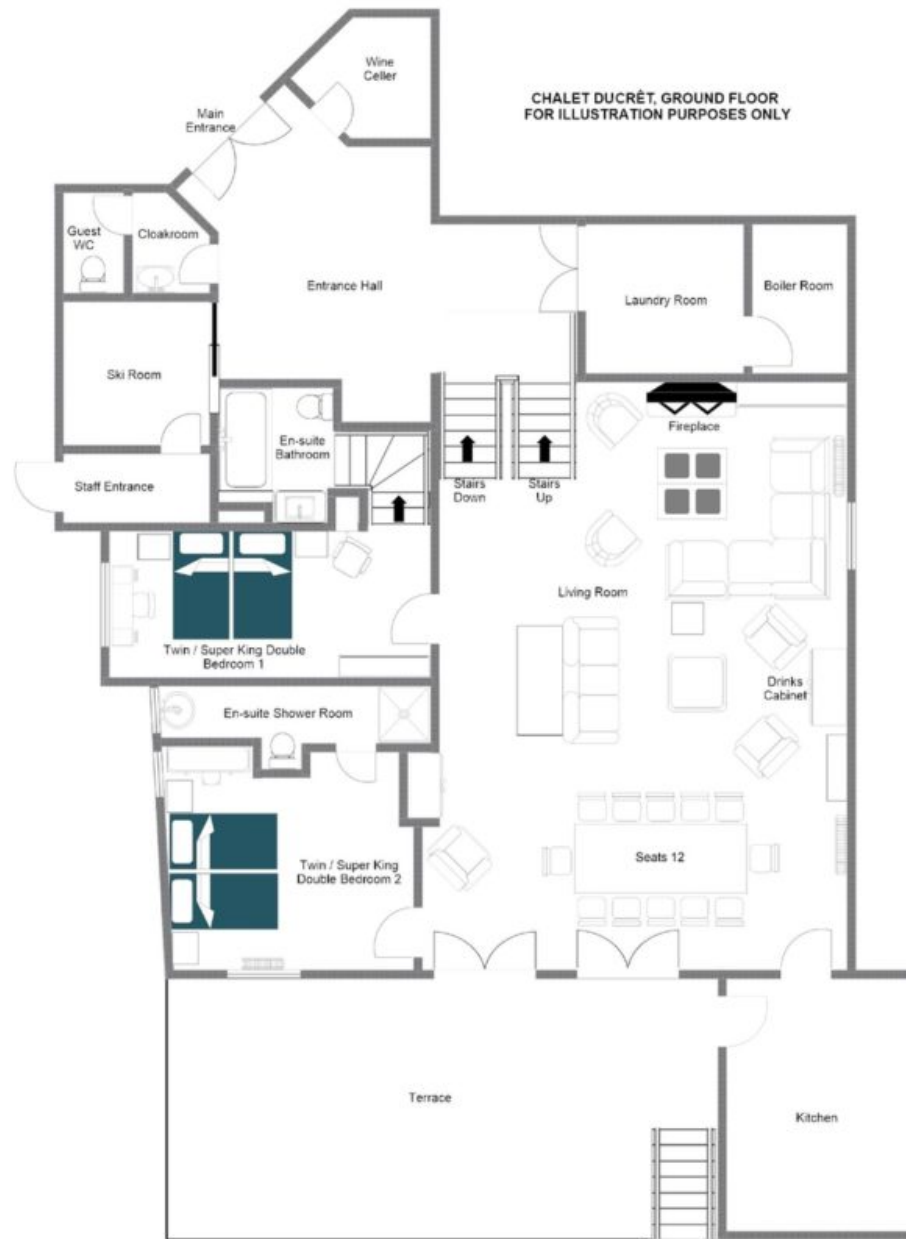 Wine
Celler
CHALET DUCRÊT, GROUND FLOOR
FOR ILLUSTRATION PURPOSES ONLY
Main
Entrance
Guest
WC
Cloakroom
Entrance Hall
Laundry Room
Boiler Room
Ski Room
Fireplace
En-suite
Bathroom
Staff Entrance
Stairs
Down
Stairs
Up
Living Room
Twin / Super King Double
Bedroom 1
Drinks
Cabinet
En-suite Shower Room
Twin / Super King
Double Bedroom 2
Seats 12
Terrace
Kitchen